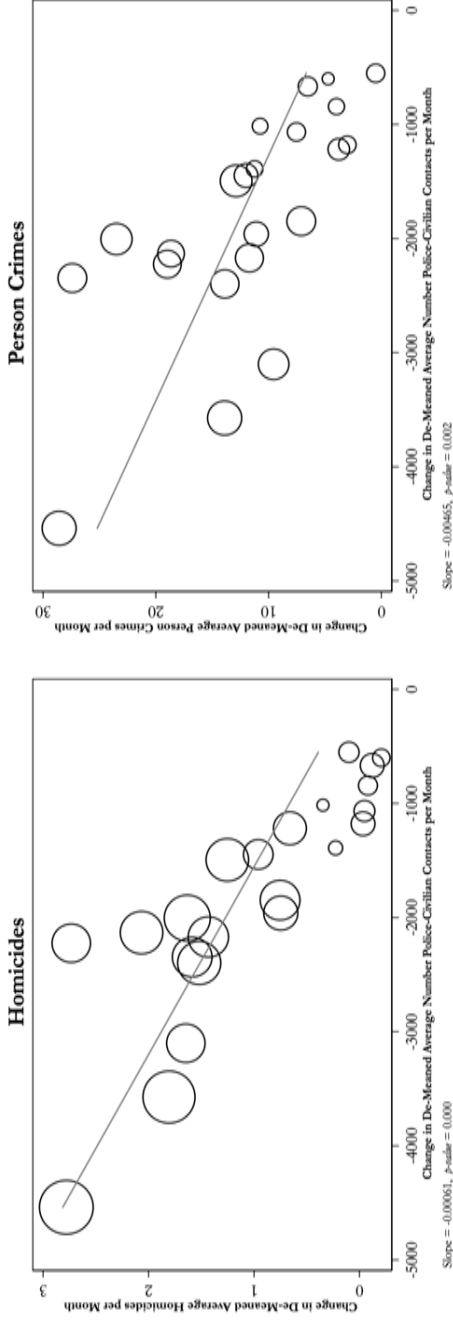 Homicides
Change in De-Meaned Average Homicides per Month
3
2
1
0
-5000
-4000
-3000
-2000
-1000
0
Change in De-Meaned Average Number Police-Civilian Contacts per Month
Slope = -0.00061, p-value = 0.000
Person Crimes
Change in De-Meaned Average Person Crimes per Month
30
20
10
0
-5000
-4000
-3000
-2000
-1000
0
Change in De-Meaned Average Number Police-Civilian Contacts per Month
Slope = -0.00465, p-value = 0.002